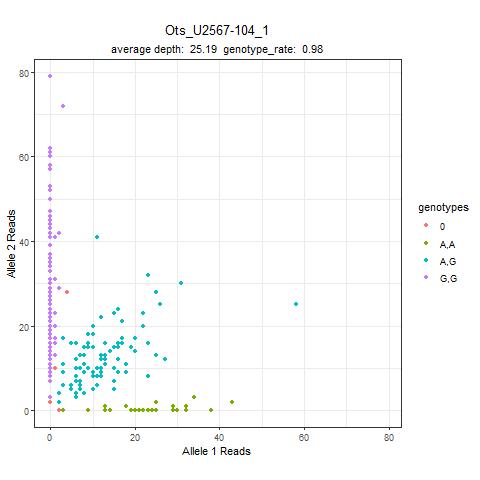 Ots_U2567-104_1
average depth: 25.19 genotype_rate: 0.98
80
60
40
20
0
Allele 2 Reads
0 20 40 60 80
Allele 1 Reads
genotypes
0
A,A
A,G
G,G